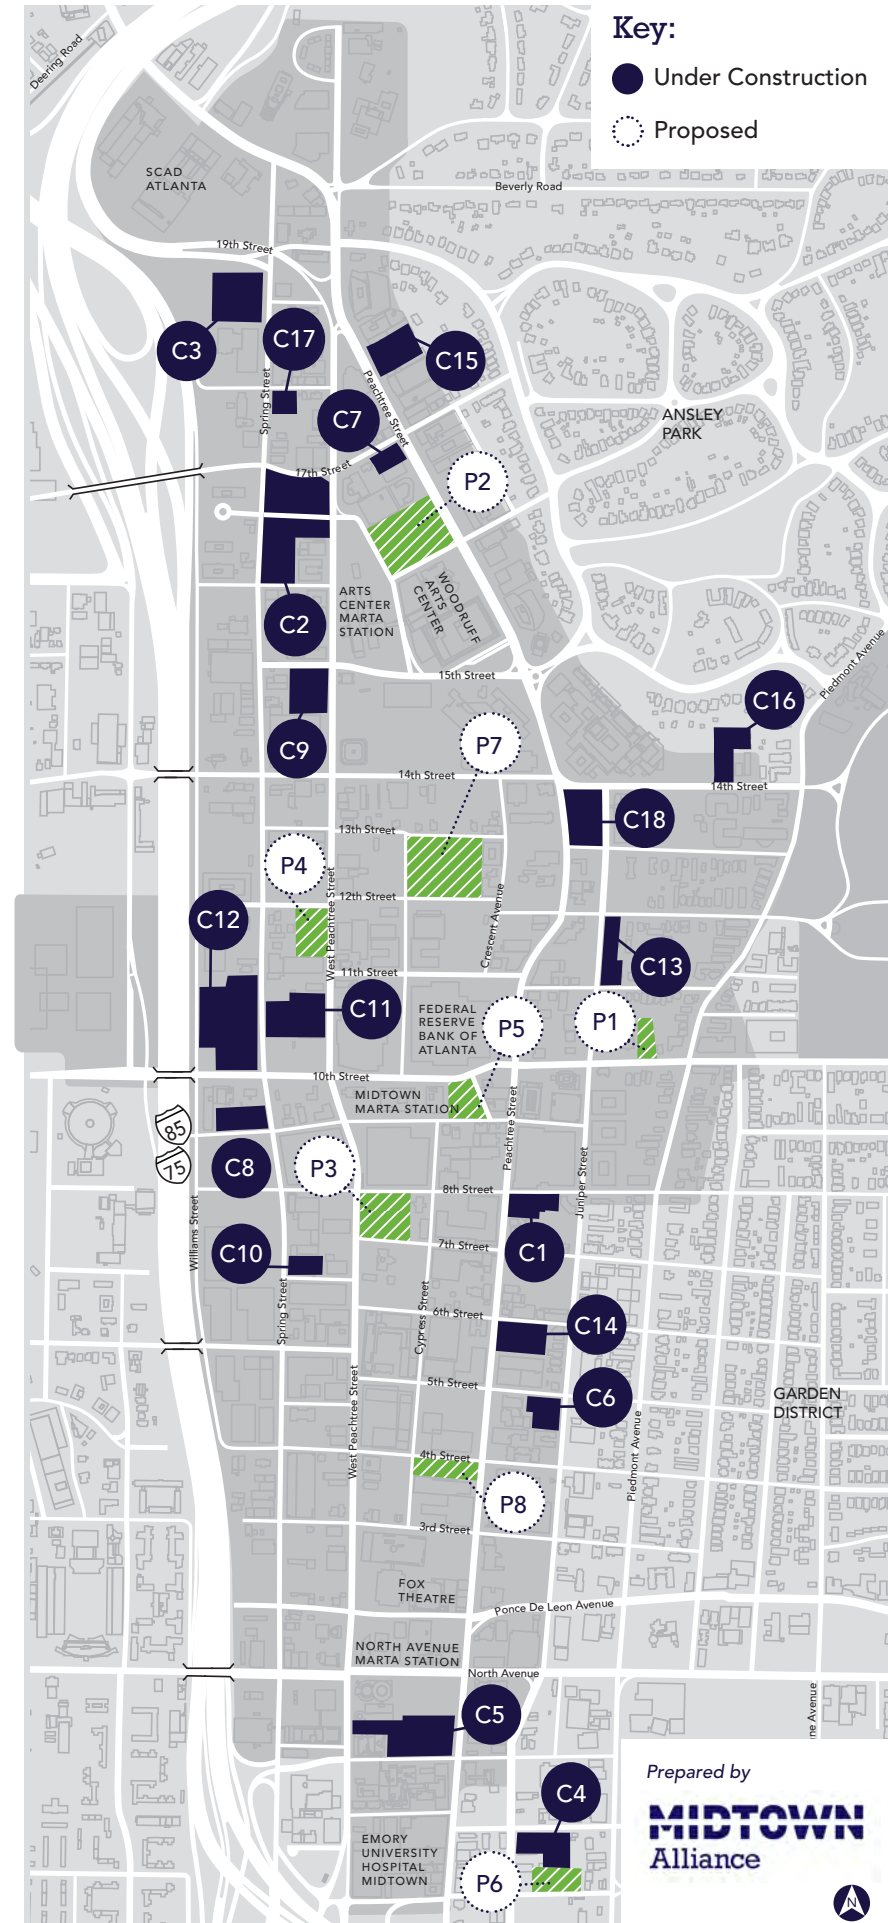 Key:
Under Construction
Proposed
Deering Road
SCAD
ATLANTA
Beverly Road
19th Street
C3
C17
C15
Spring Street
Peachtree Street
C7
ANSLEY
PARK
17th Street
P2
ARTS
CENTER
MARTA
STATION
WOODRUFF
ARTS
CENTER
C2
15th Street
Piedmont Avenue
C16
C9
P7
14th Street
14th Street
C18
13th Street
P4
West Peachtree Street
12th Street
Crescent Avenue
C12
C13
11th Street
C11
FEDERAL
RESERVE
BANK OF
ATLANTA
P5
P1
10th Street
MIDTOWN
MARTA STATION
Peachtree Street
85
75
C8
P3
Juniper Street
8th Street
Williams Street
C10
7th Street
C1
Spring Street
Cypress Street
6th Street
C14
West Peachtree Street
5th Street
C6
GARDEN
DISTRICT
Piedmont Avenue
4th Street
P8
3rd Street
FOX
THEATRE
Ponce De Leon Avenue
NORTH AVENUE
MARTA STATION
North Avenue
ne Avenue
C5
C4
EMORY
UNIVERSITY
HOSPITAL
MIDTOWN
P6
Prepared by
MIDTOWN
Alliance
N